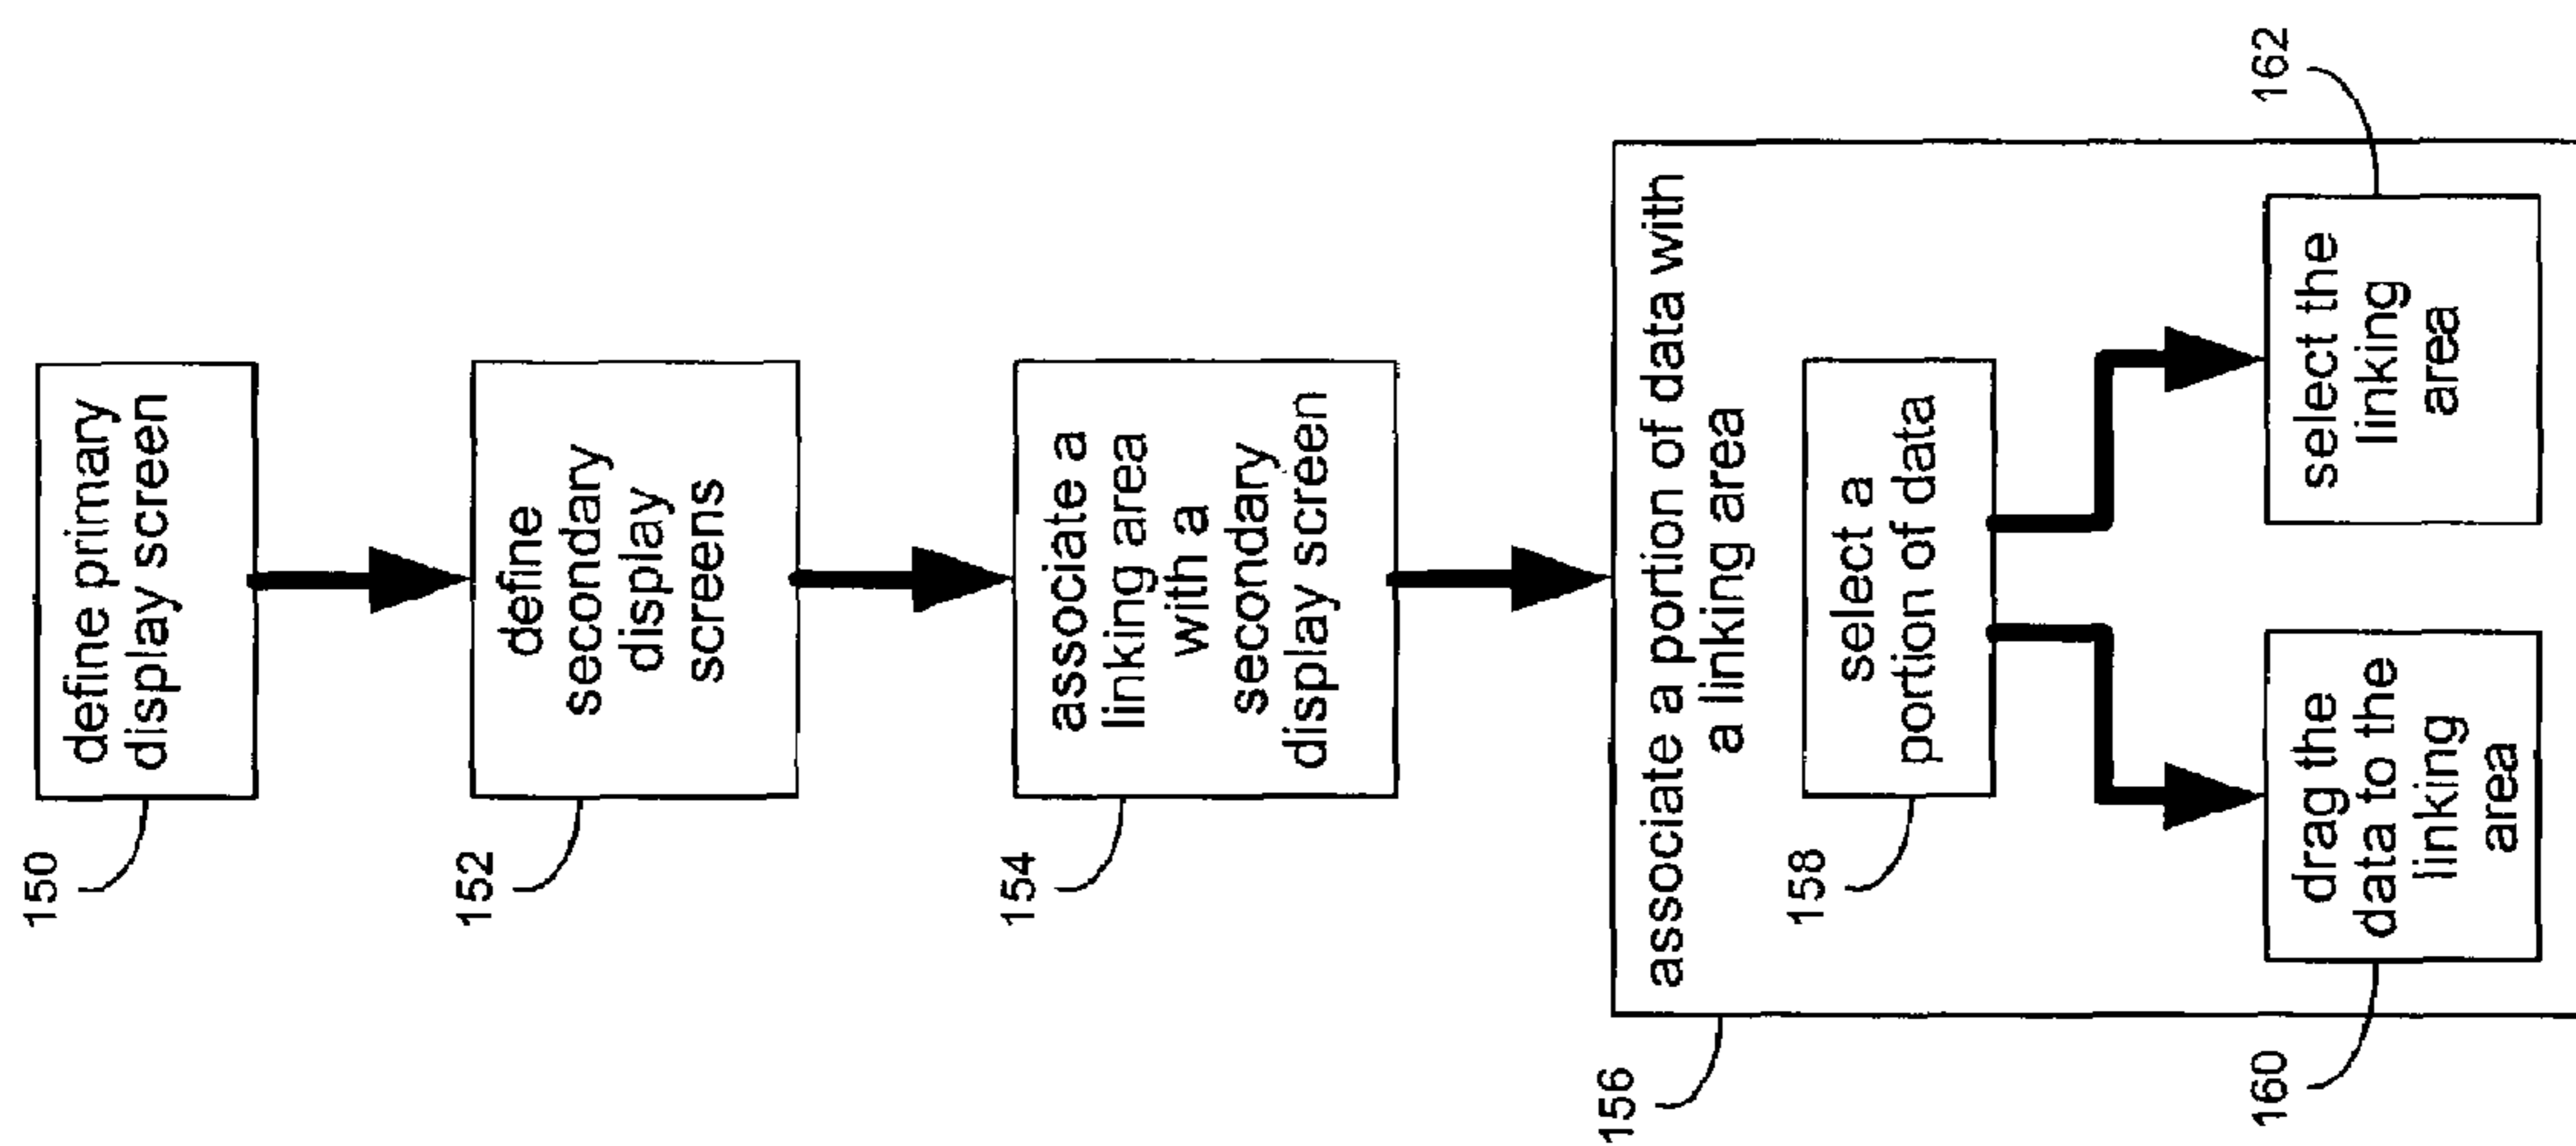 150
define primary
display screen
152
define
secondary
display
screens
154
associate a
linking area
with a
secondary
display screen
156
associate a portion of data with
a linking area
158
select a
portion of data
160
drag the
data to the
linking
area
162
select the
linking
area